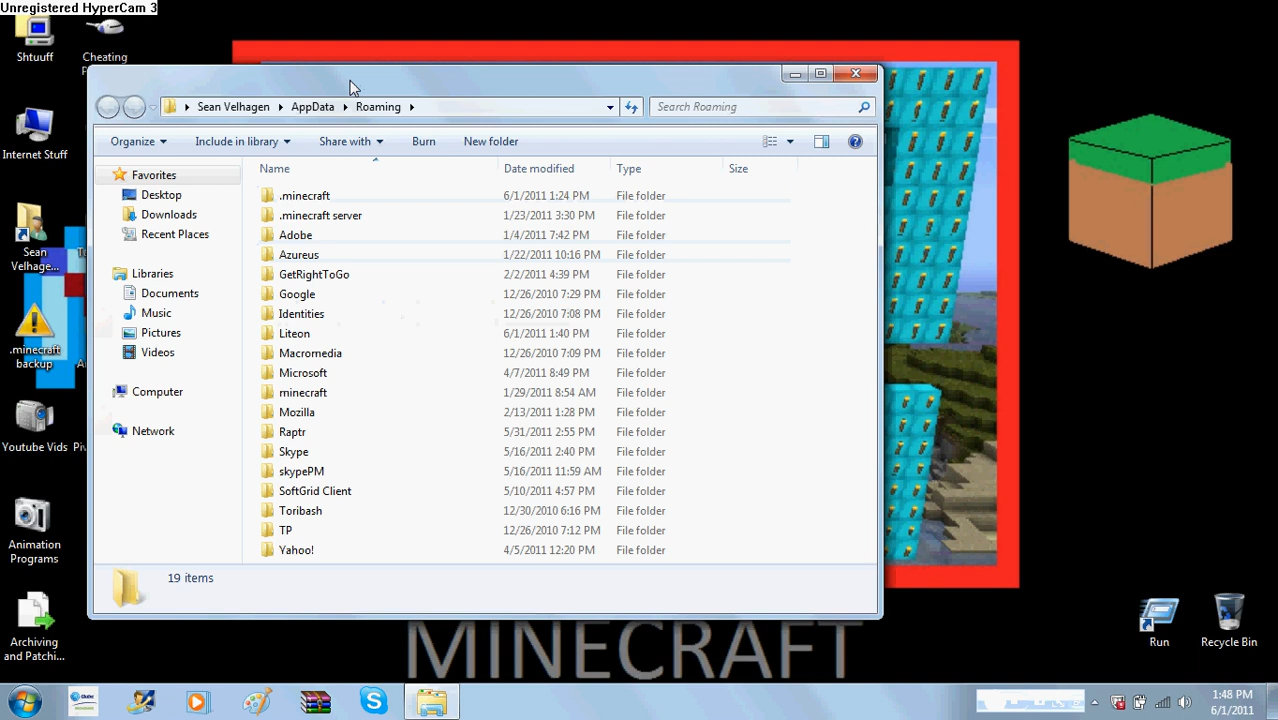 Unregistered HyperCam 3
Shtuuff
Cheating
Sean Velhagen
AppData
Roaming
Search Roaming
Organize
Include in library
Share with
Burn
New folder
Name
Date modified
Type
Size
Favorites
Desktop
Downloads
Recent Places
Libraries
Documents
Music
Pictures
Videos
Computer
Network
.minecraft 6/1/2011 1:24 PM File folder
.minecraft server 1/23/2011 3:30 PM File folder
Adobe 1/4/2011 7:42 PM File folder
Azureus 1/22/2011 10:16 PM File folder
GetRightToGo 2/2/2011 4:39 PM File folder
Google 12/26/2010 7:29 PM File folder
Identities 12/26/2010 7:08 PM File folder
Liteon 6/1/2011 1:40 PM File folder
Macromedia 12/26/2010 7:09 PM File folder
Microsoft 4/7/2011 8:49 PM File folder
minecraft 1/29/2011 8:54 AM File folder
Mozilla 2/13/2011 1:28 PM File folder
Raptr 5/31/2011 2:55 PM File folder
Skype 5/16/2011 2:40 PM File folder
skypePM 5/16/2011 11:59 AM File folder
SoftGrid Client 5/10/2011 4:57 PM File folder
Toribash 12/30/2010 6:16 PM File folder
TP 12/26/2010 7:12 PM File folder
Yahoo! 4/5/2011 12:20 PM File folder
19 items
Internet Stuff
Sean
Velhage...
.minecraft
backup
Youtube Vids
Animation
Programs
Archiving
and Patchi...
MINECRAFT
Run
Recycle Bin
1:48 PM
6/1/2011